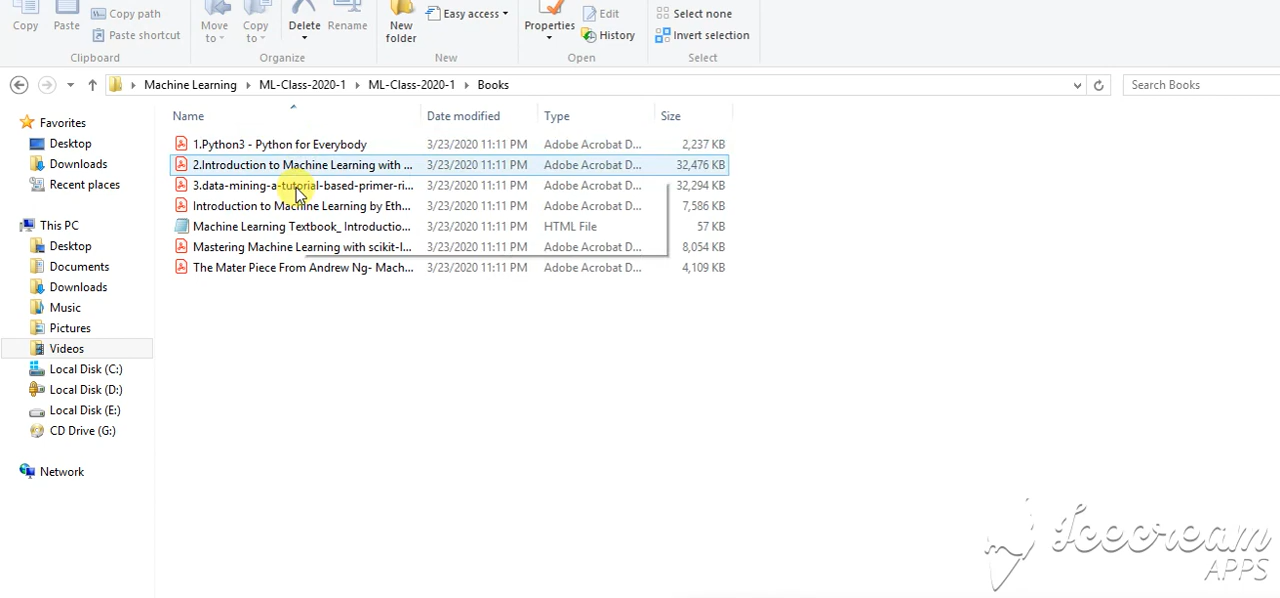 Copy
Paste
Copy path
Paste shortcut
Clipboard
Move to
Copy to
Delete
Rename
Organize
New folder
Easy access
New
Properties
Edit
History
Open
Select none
Invert selection
Select
Machine Learning
ML-Class-2020-1
ML-Class-2020-1
Books
Search Books
Name Date modified Type Size
1.Python3 - Python for Everybody 3/23/2020 11:11 PM Adobe Acrobat D... 2,237 KB
2.Introduction to Machine Learning with ... 3/23/2020 11:11 PM Adobe Acrobat D... 32,476 KB
3.data-mining-a-tutorial-based-primer-ri... 3/23/2020 11:11 PM Adobe Acrobat D... 32,294 KB
Introduction to Machine Learning by Eth... 3/23/2020 11:11 PM Adobe Acrobat D... 7,586 KB
Machine Learning Textbook_ Introductio... 3/23/2020 11:11 PM HTML File 57 KB
Mastering Machine Learning with scikit-l... 3/23/2020 11:11 PM Adobe Acrobat D... 8,054 KB
The Mater Piece From Andrew Ng- Mach... 3/23/2020 11:11 PM Adobe Acrobat D... 4,109 KB
Favorites
Desktop
Downloads
Recent places
This PC
Desktop
Documents
Downloads
Music
Pictures
Videos
Local Disk (C:)
Local Disk (D:)
Local Disk (E:)
CD Drive (G:)
Network
Icecream
APPS